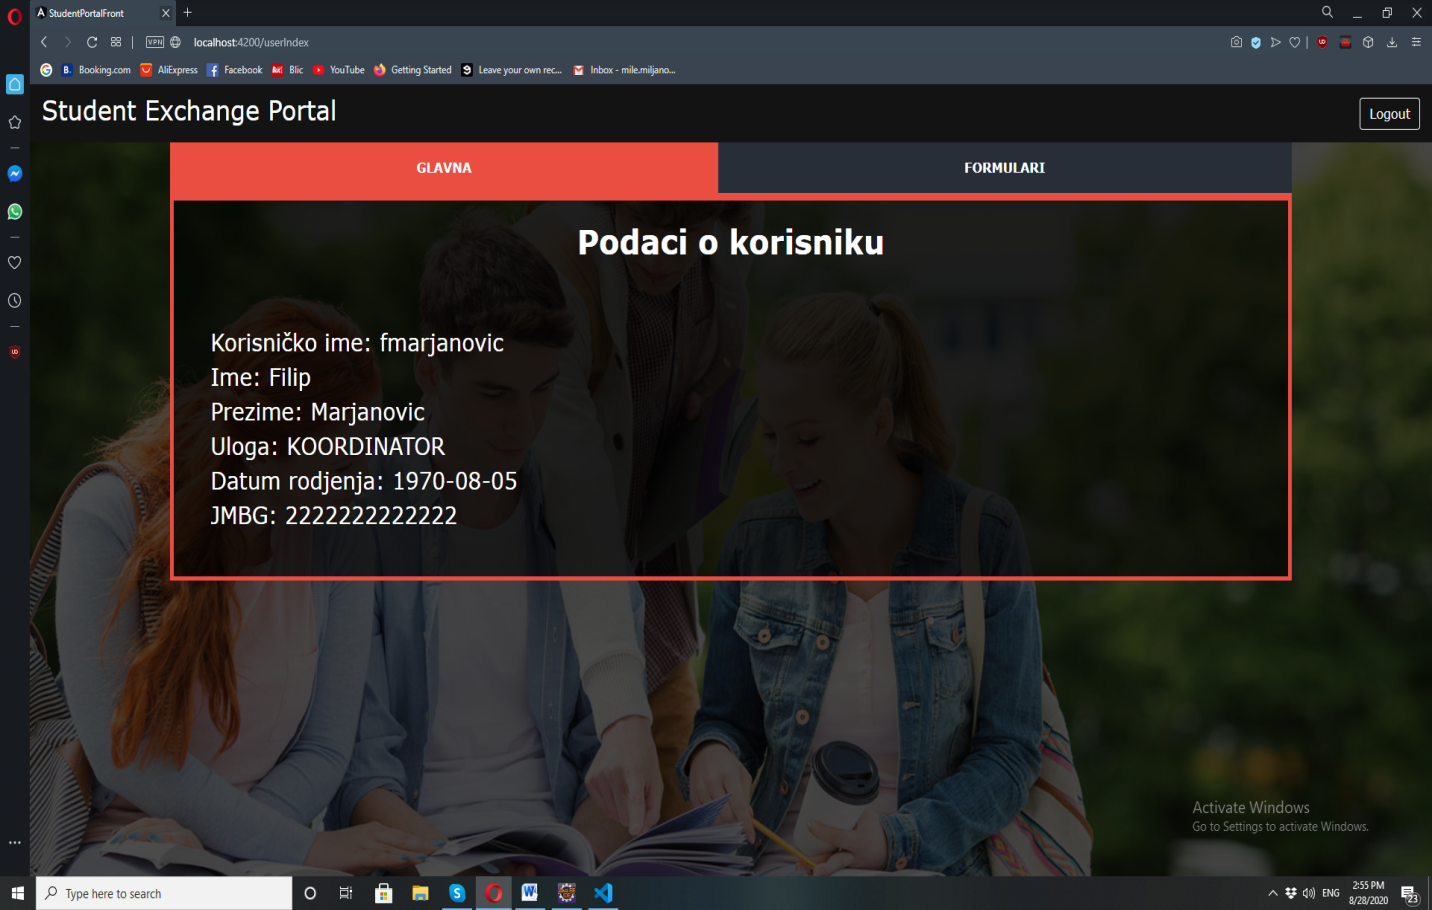 StudentPortalFront
VPN
localhost:4200/userIndex
Booking.com
AliExpress
Facebook
Blic
YouTube
Getting Started
Leave your own rec...
Inbox - mile.miljano...
Student Exchange Portal
Logout
GLAVNA
FORMULARI
Podaci o korisniku
Korisničko ime: fmarjanovic
Ime: Filip
Prezime: Marjanovic
Uloga: KOORDINATOR
Datum rodjenja: 1970-08-05
JMBG: 2222222222222
Activate Windows
Go to Settings to activate Windows.
Type here to search
ENG
2:55 PM
8/28/2020
23